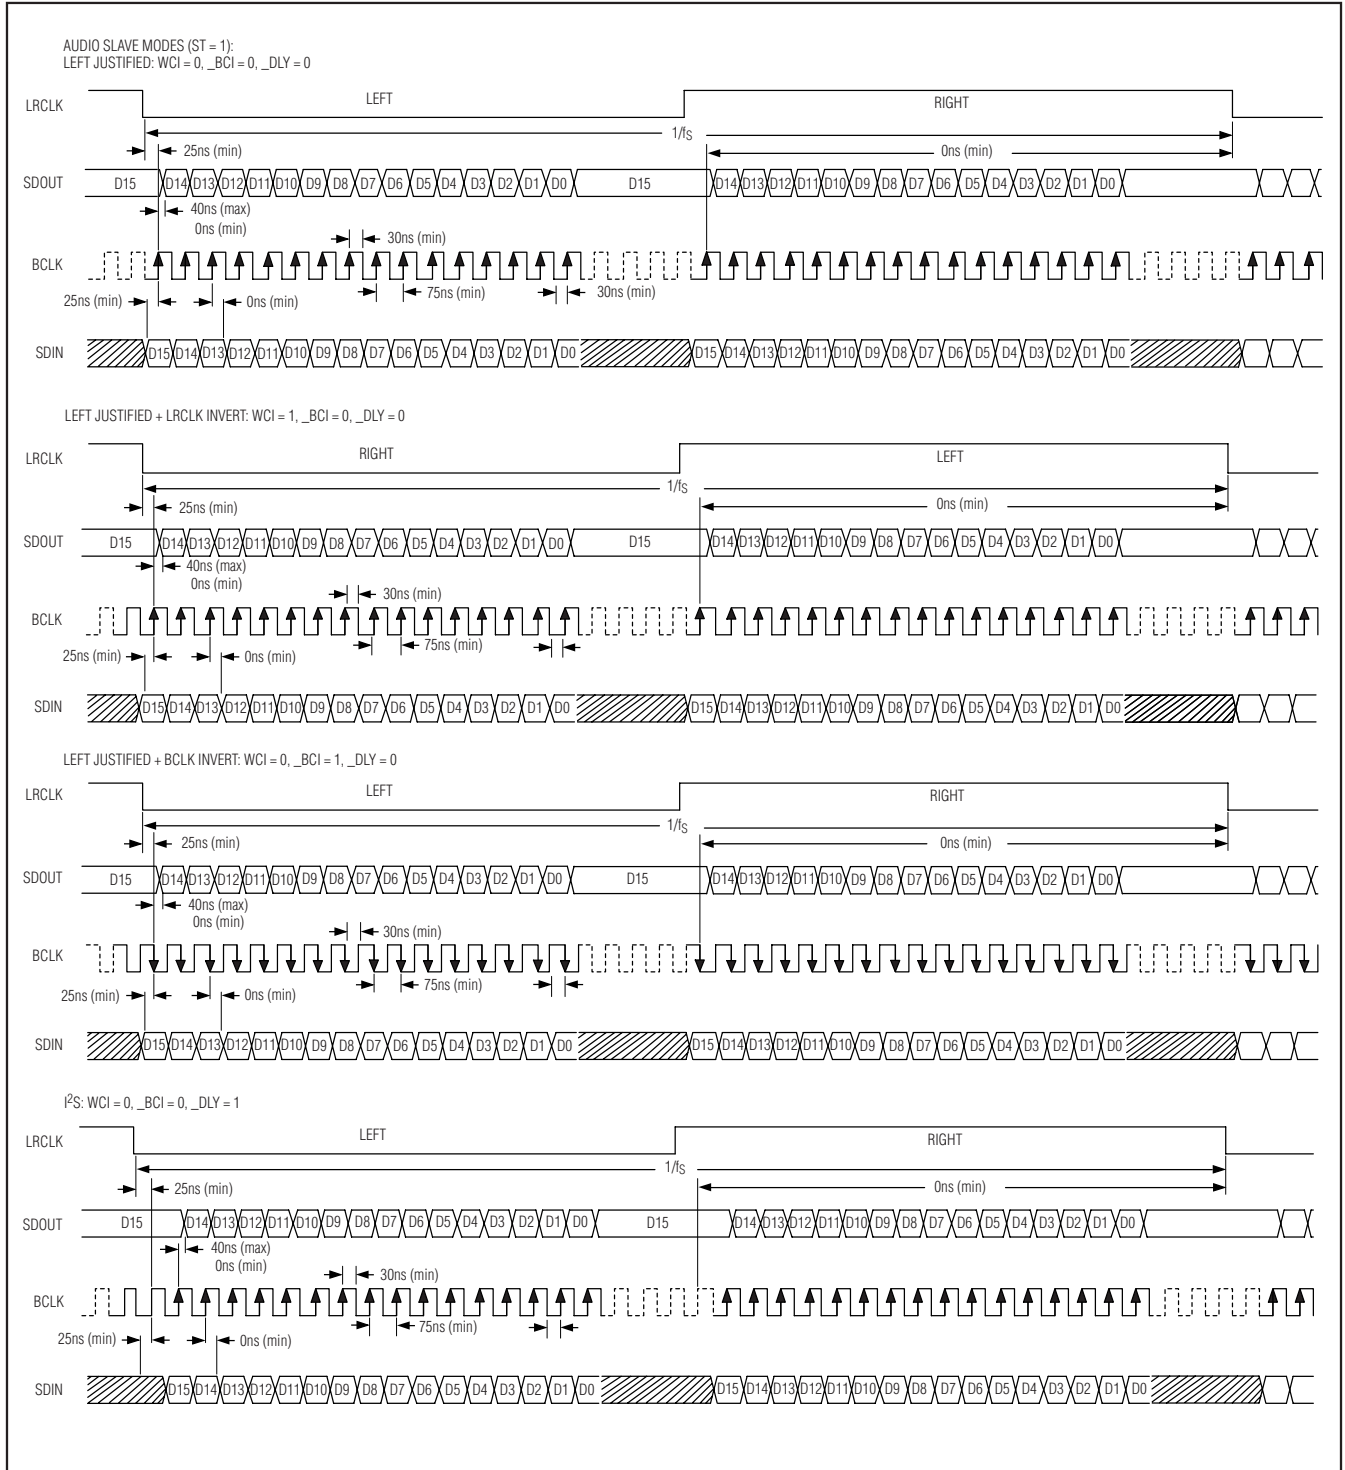 AUDIO SLAVE MODES (ST = 1):
LEFT JUSTIFIED: WCI = 0, _BCI = 0, _DLY = 0
LRCLK LEFT RIGHT
1/fS
25ns (min) 0ns (min)
SDOUT D15 D14 D13 D12 D11 D10 D9 D8 D7 D6 D5 D4 D3 D2 D1 D0 D15 D14 D13 D12 D11 D10 D9 D8 D7 D6 D5 D4 D3 D2 D1 D0
40ns (max)
0ns (min) 30ns (min)
BCLK
25ns (min) 0ns (min) 75ns (min) 30ns (min)
SDIN D15 D14 D13 D12 D11 D10 D9 D8 D7 D6 D5 D4 D3 D2 D1 D0 D15 D14 D13 D12 D11 D10 D9 D8 D7 D6 D5 D4 D3 D2 D1 D0
LEFT JUSTIFIED + LRCLK INVERT: WCI = 1, _BCI = 0, _DLY = 0
LRCLK RIGHT LEFT
1/fS
25ns (min) 0ns (min)
SDOUT D15 D14 D13 D12 D11 D10 D9 D8 D7 D6 D5 D4 D3 D2 D1 D0 D15 D14 D13 D12 D11 D10 D9 D8 D7 D6 D5 D4 D3 D2 D1 D0
40ns (max)
0ns (min) 30ns (min)
BCLK
25ns (min) 0ns (min) 75ns (min)
SDIN D15 D14 D13 D12 D11 D10 D9 D8 D7 D6 D5 D4 D3 D2 D1 D0 D15 D14 D13 D12 D11 D10 D9 D8 D7 D6 D5 D4 D3 D2 D1 D0
LEFT JUSTIFIED + BCLK INVERT: WCI = 0, _BCI = 1, _DLY = 0
LRCLK LEFT RIGHT
1/fS
25ns (min) 0ns (min)
SDOUT D15 D14 D13 D12 D11 D10 D9 D8 D7 D6 D5 D4 D3 D2 D1 D0 D15 D14 D13 D12 D11 D10 D9 D8 D7 D6 D5 D4 D3 D2 D1 D0
40ns (max)
0ns (min) 30ns (min)
BCLK
25ns (min) 0ns (min) 75ns (min)
SDIN D15 D14 D13 D12 D11 D10 D9 D8 D7 D6 D5 D4 D3 D2 D1 D0 D15 D14 D13 D12 D11 D10 D9 D8 D7 D6 D5 D4 D3 D2 D1 D0
I²S: WCI = 0, _BCI = 0, _DLY = 1
LRCLK LEFT RIGHT
1/fS
25ns (min) 0ns (min)
SDOUT D15 D14 D13 D12 D11 D10 D9 D8 D7 D6 D5 D4 D3 D2 D1 D0 D15 D14 D13 D12 D11 D10 D9 D8 D7 D6 D5 D4 D3 D2 D1 D0
40ns (max)
0ns (min) 30ns (min)
BCLK
25ns (min) 0ns (min) 75ns (min)
SDIN D15 D14 D13 D12 D11 D10 D9 D8 D7 D6 D5 D4 D3 D2 D1 D0 D15 D14 D13 D12 D11 D10 D9 D8 D7 D6 D5 D4 D3 D2 D1 D0